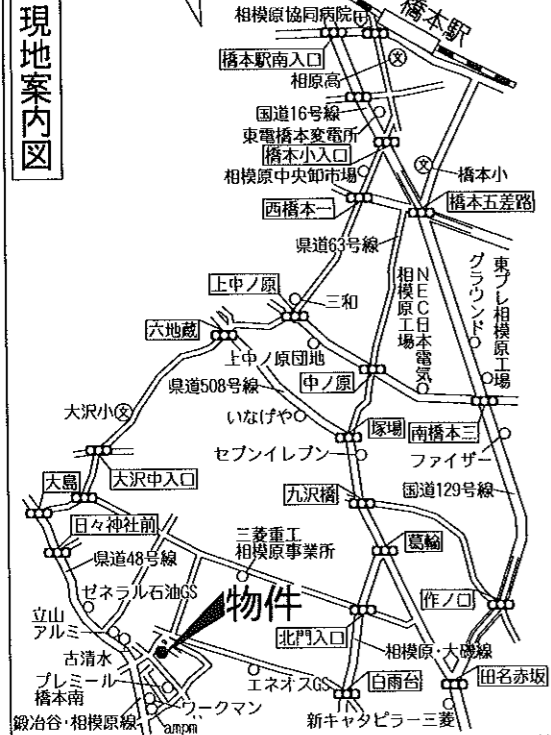 現地案内図
相模原協同病院
橋本駅
橋本駅南入口
相原高
文
国道16号線
東電橋本変電所
橋本小入口
相模原中央卸市場
文
橋本小
西橋本一
橋本五差路
県道63号線
上中ノ原
三和
NEC日本電気
相模原工場
東プレ相模原工場
グラウンド
六地蔵
上中ノ原団地
中ノ原
県道508号線
大沢小
文
いなげや
塚場
南橋本三
セブンイレブン
ファイザー
大沢中入口
大島
九沢橋
国道129号線
日々神社前
三菱重工
相模原事業所
葛輪
県道48号線
ゼネラル石油GS
物件
作ノ口
立山
アルミ
北門入口
古清水
相模原・大磯線
プレミール
橋本南
エネオスGS
白雨台
田名赤坂
ワークマン
鍛冶谷・相模原線
ampm
新キャタピラー三菱